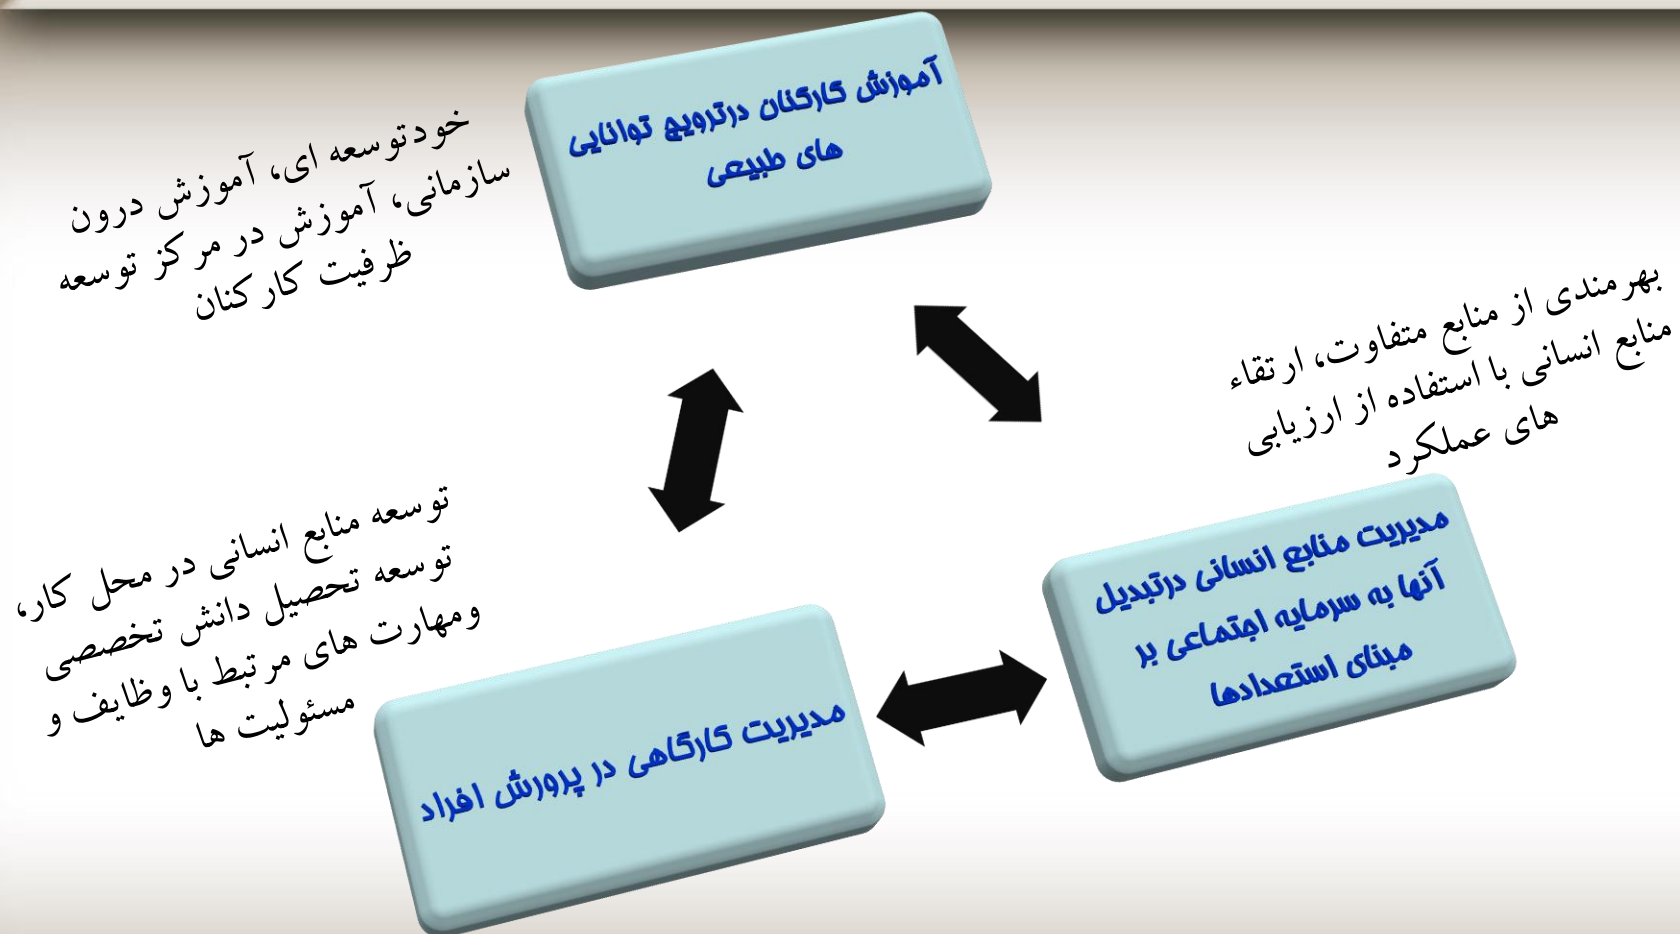 آموزش کارکنان درترویج توانایی
های طبیعی
خودتوسعه ای، آموزش درون
سازمانی، آموزش در مرکز توسعه
ظرفیت کارکنان
بهرمندی از منابع متفاوت، ارتقاء
منابع انسانی با استفاده از ارزیابی
های عملکرد
مدیریت منابع انسانی درتبدیل
آنها به سرمایه اجتماعی بر
مبنای استعدادها
توسعه منابع انسانی در محل کار،
توسعه تحصیل دانش تخصصی
ومهارت های مرتبط با وظایف و
مسئولیت ها
مدیریت کارگاهی در پرورش افراد